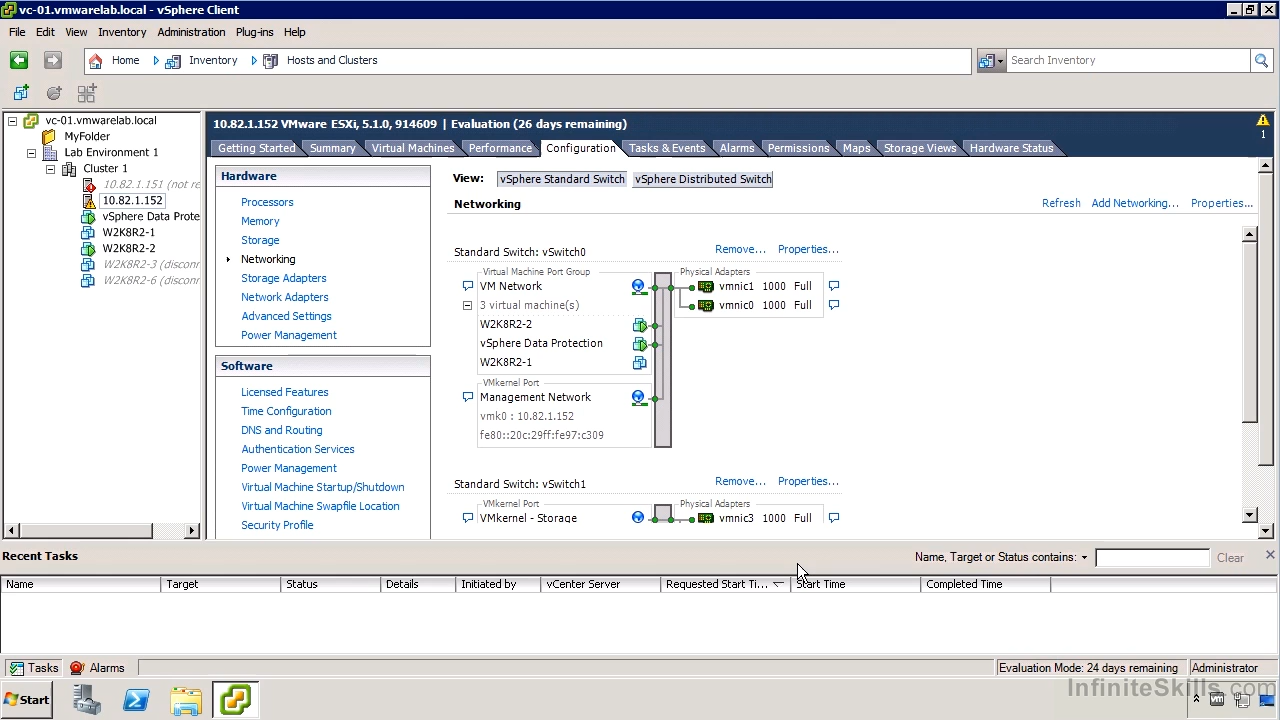 vc-01.vmwarelab.local - vSphere Client
File Edit View Inventory Administration Plug-ins Help
Home Inventory Hosts and Clusters Search Inventory
vc-01.vmwarelab.local
MyFolder
Lab Environment 1
Cluster 1
10.82.1.151 (not re
10.82.1.152
vSphere Data Prote
W2K8R2-1
W2K8R2-2
W2K8R2-3 (disconn
W2K8R2-6 (disconn
10.82.1.152 VMware ESXi, 5.1.0, 914609 | Evaluation (26 days remaining)
1
Getting Started Summary Virtual Machines Performance Configuration Tasks & Events Alarms Permissions Maps Storage Views Hardware Status
Hardware
Processors
Memory
Storage
Networking
Storage Adapters
Network Adapters
Advanced Settings
Power Management
Software
Licensed Features
Time Configuration
DNS and Routing
Authentication Services
Power Management
Virtual Machine Startup/Shutdown
Virtual Machine Swapfile Location
Security Profile
View: vSphere Standard Switch vSphere Distributed Switch
Networking Refresh Add Networking... Properties...
Standard Switch: vSwitch0 Remove... Properties...
Virtual Machine Port Group Physical Adapters
VM Network vmnic1 1000 Full
3 virtual machine(s) vmnic0 1000 Full
W2K8R2-2
vSphere Data Protection
W2K8R2-1
VMkernel Port
Management Network
vmk0 : 10.82.1.152
fe80::20c:29ff:fe97:c309
Standard Switch: vSwitch1 Remove... Properties...
VMkernel Port Physical Adapters
VMkernel - Storage vmnic3 1000 Full
Recent Tasks Name, Target or Status contains: Clear
Name Target Status Details Initiated by vCenter Server Requested Start Ti... Start Time Completed Time
Tasks Alarms Evaluation Mode: 24 days remaining Administrator
Start
InfiniteSkills.com